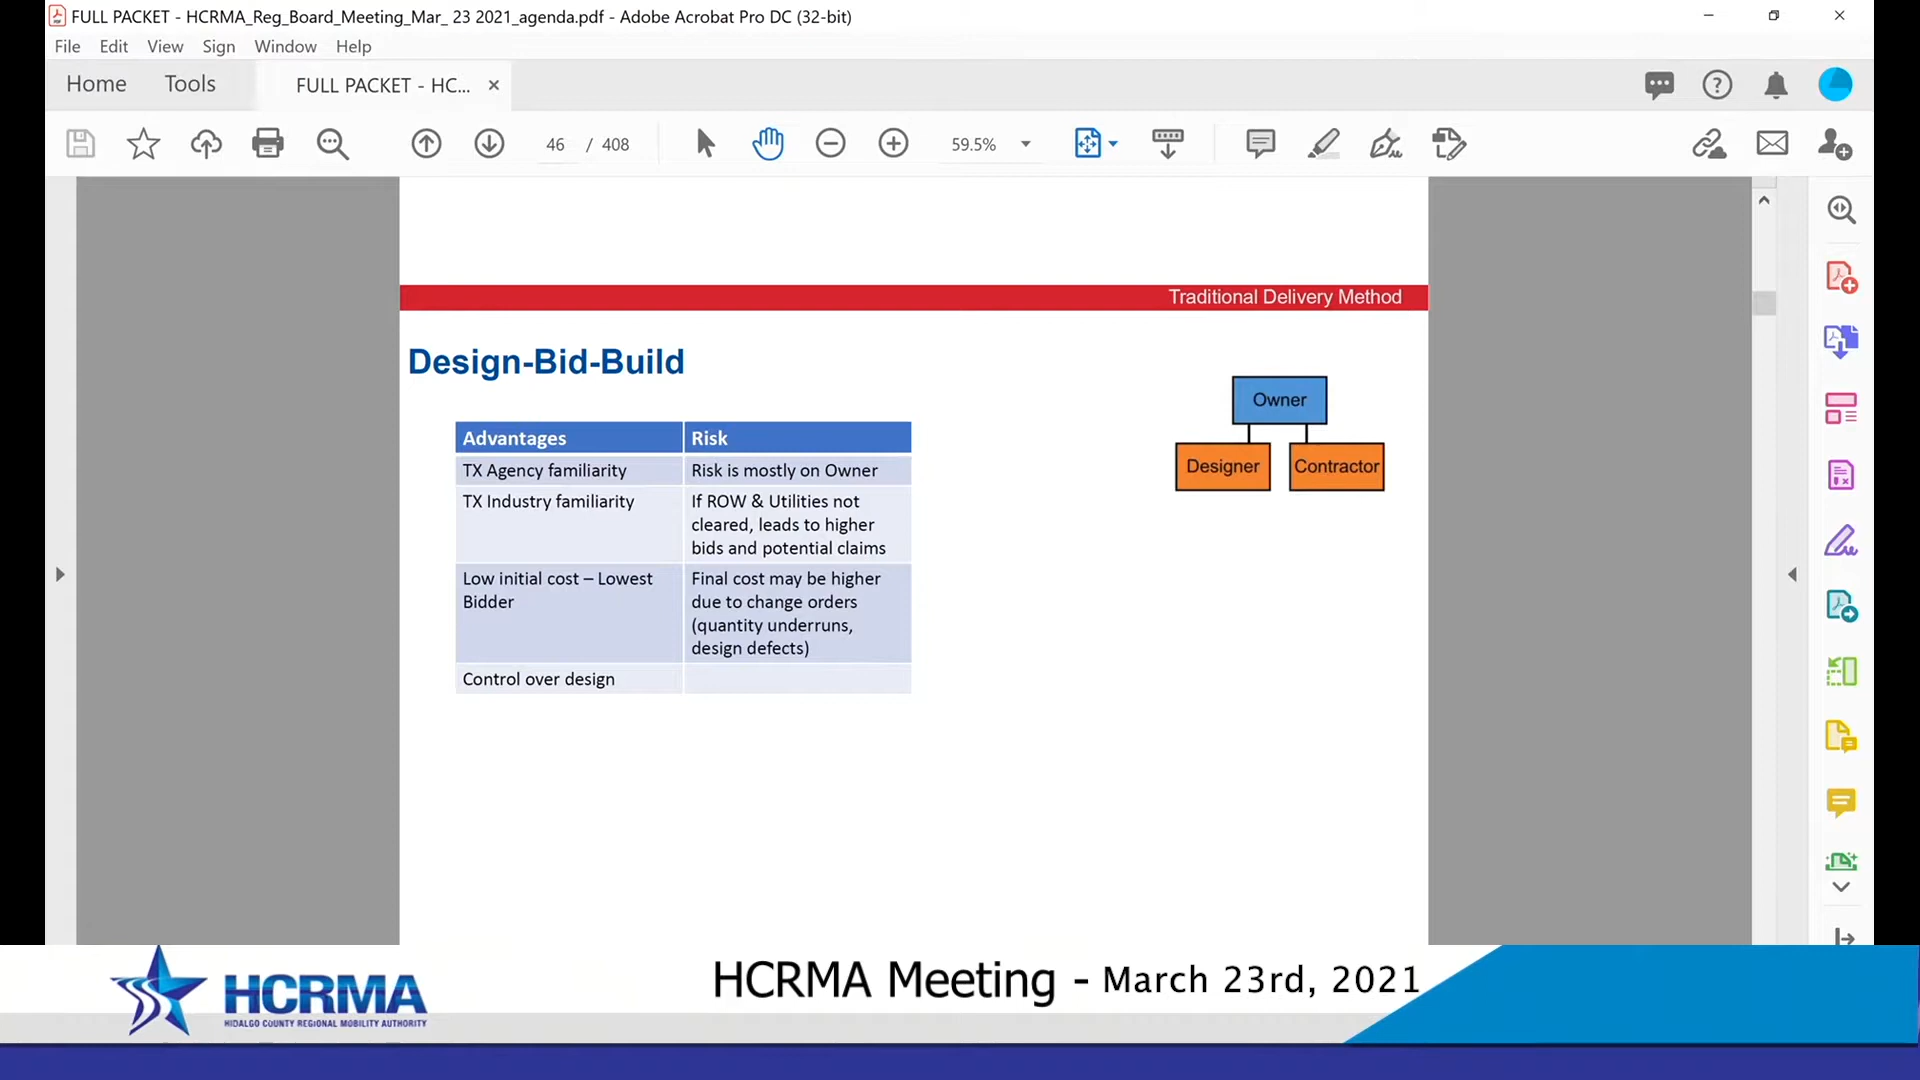 FULL PACKET - HCRMA_Reg_Board_Meeting_Mar_ 23 2021_agenda.pdf - Adobe Acrobat Pro DC (32-bit)
File Edit View Sign Window Help
Home Tools FULL PACKET - HC...
46 / 408 59.5%
Traditional Delivery Method
Design-Bid-Build
Owner
Designer Contractor
Advantages Risk
TX Agency familiarity Risk is mostly on Owner
TX Industry familiarity If ROW & Utilities not
cleared, leads to higher
bids and potential claims
Low initial cost – Lowest Final cost may be higher
Bidder due to change orders
(quantity underruns,
design defects)
Control over design
HCRMA
HIDALGO COUNTY REGIONAL MOBILITY AUTHORITY
HCRMA Meeting - March 23rd, 2021